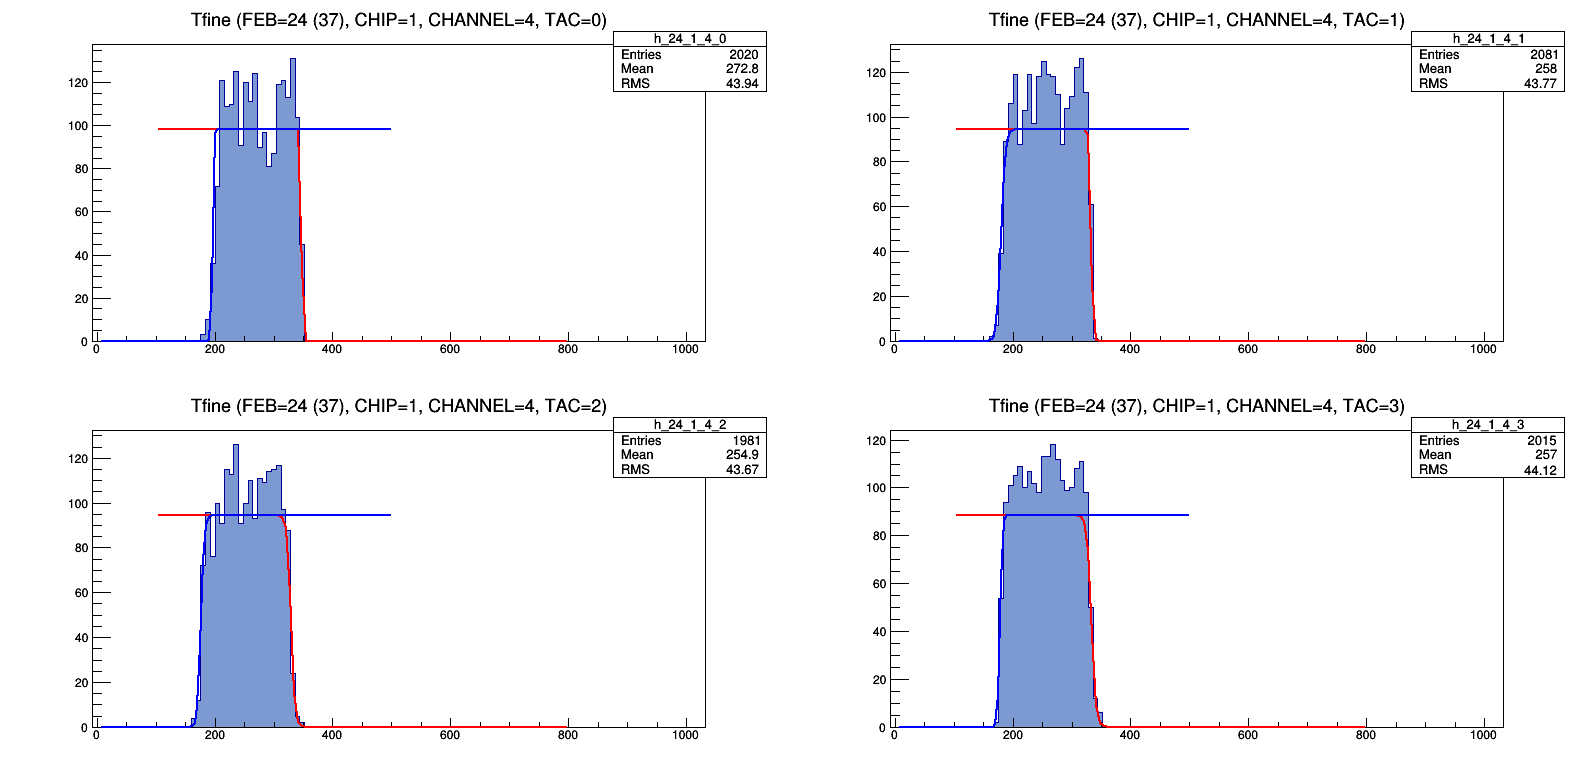 Tfine (FEB=24 (37), CHIP=1, CHANNEL=4, TAC=0)
h_24_1_4_0
Entries 2020
Mean 272.8
RMS 43.94
120
100
80
60
40
20
0
0 200 400 600 800 1000
Tfine (FEB=24 (37), CHIP=1, CHANNEL=4, TAC=1)
h_24_1_4_1
Entries 2081
Mean 258
RMS 43.77
120
100
80
60
40
20
0
0 200 400 600 800 1000
Tfine (FEB=24 (37), CHIP=1, CHANNEL=4, TAC=2)
h_24_1_4_2
Entries 1981
Mean 254.9
RMS 43.67
120
100
80
60
40
20
0
0 200 400 600 800 1000
Tfine (FEB=24 (37), CHIP=1, CHANNEL=4, TAC=3)
h_24_1_4_3
Entries 2015
Mean 257
RMS 44.12
120
100
80
60
40
20
0
0 200 400 600 800 1000